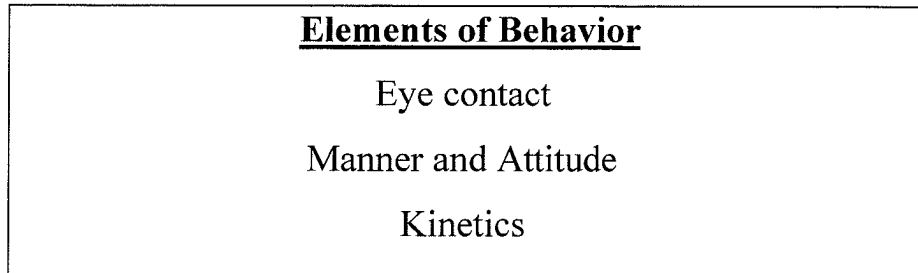 Elements of Behavior
Eye contact
Manner and Attitude
Kinetics